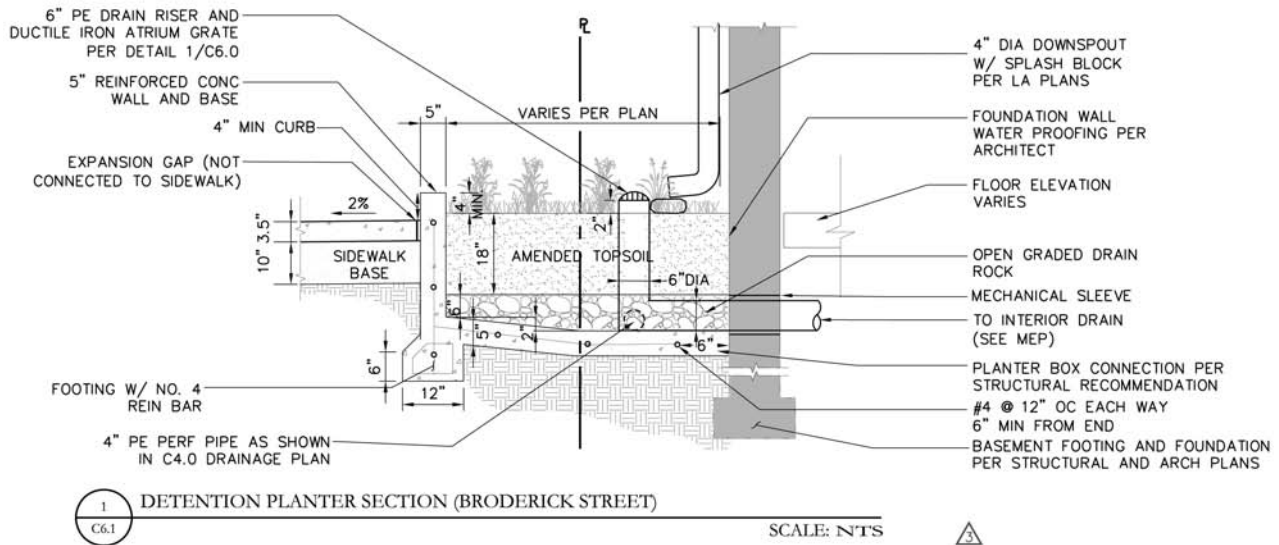 6" PE DRAIN RISER AND
DUCTILE IRON ATRIUM GRATE
PER DETAIL 1/C6.0
5" REINFORCED CONC
WALL AND BASE
4" MIN CURB
EXPANSION GAP (NOT
CONNECTED TO SIDEWALK)
PL
5"
VARIES PER PLAN
4" DIA DOWNSPOUT
W/ SPLASH BLOCK
PER LA PLANS
FOUNDATION WALL
WATER PROOFING PER
ARCHITECT
FLOOR ELEVATION
VARIES
2%
4"
MIN
2"
3.5"
10"
SIDEWALK
BASE
18"
AMENDED TOPSOIL
6"DIA
OPEN GRADED DRAIN
ROCK
MECHANICAL SLEEVE
TO INTERIOR DRAIN
(SEE MEP)
6"
5"
2"
6"
PLANTER BOX CONNECTION PER
STRUCTURAL RECOMMENDATION
#4 @ 12" OC EACH WAY
6" MIN FROM END
BASEMENT FOOTING AND FOUNDATION
PER STRUCTURAL AND ARCH PLANS
6"
12"
FOOTING W/ NO. 4
REIN BAR
4" PE PERF PIPE AS SHOWN
IN C4.0 DRAINAGE PLAN
1
C6.1
DETENTION PLANTER SECTION (BRODERICK STREET)
SCALE: NTS
3